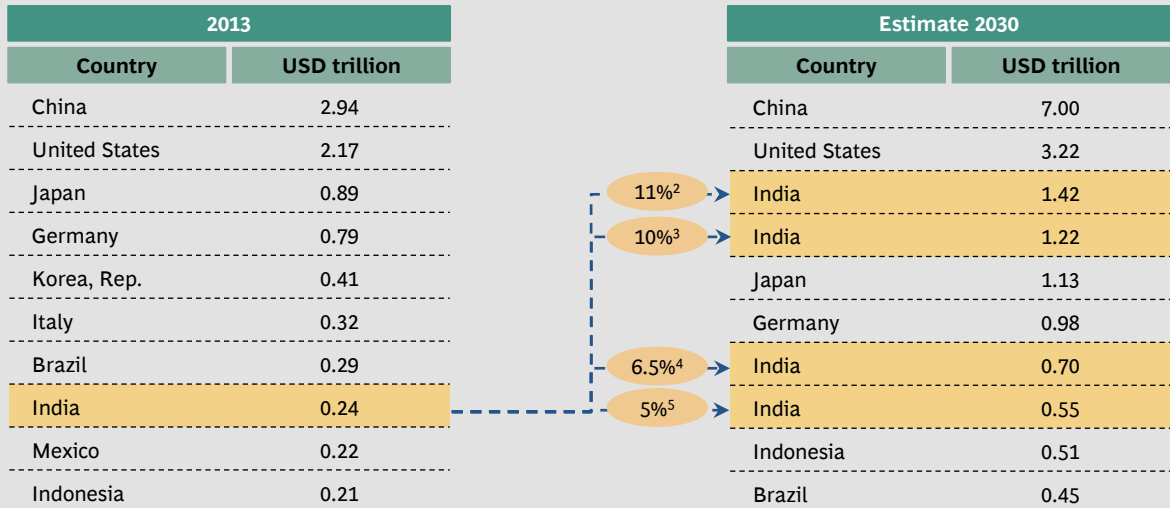 2013
Country USD trillion
China 2.94
United States 2.17
Japan 0.89
Germany 0.79
Korea, Rep. 0.41
Italy 0.32
Brazil 0.29
India 0.24
Mexico 0.22
Indonesia 0.21
11%²
10%³
6.5%⁴
5%⁵
Estimate 2030
Country USD trillion
China 7.00
United States 3.22
India 1.42
India 1.22
Japan 1.13
Germany 0.98
India 0.70
India 0.55
Indonesia 0.51
Brazil 0.45